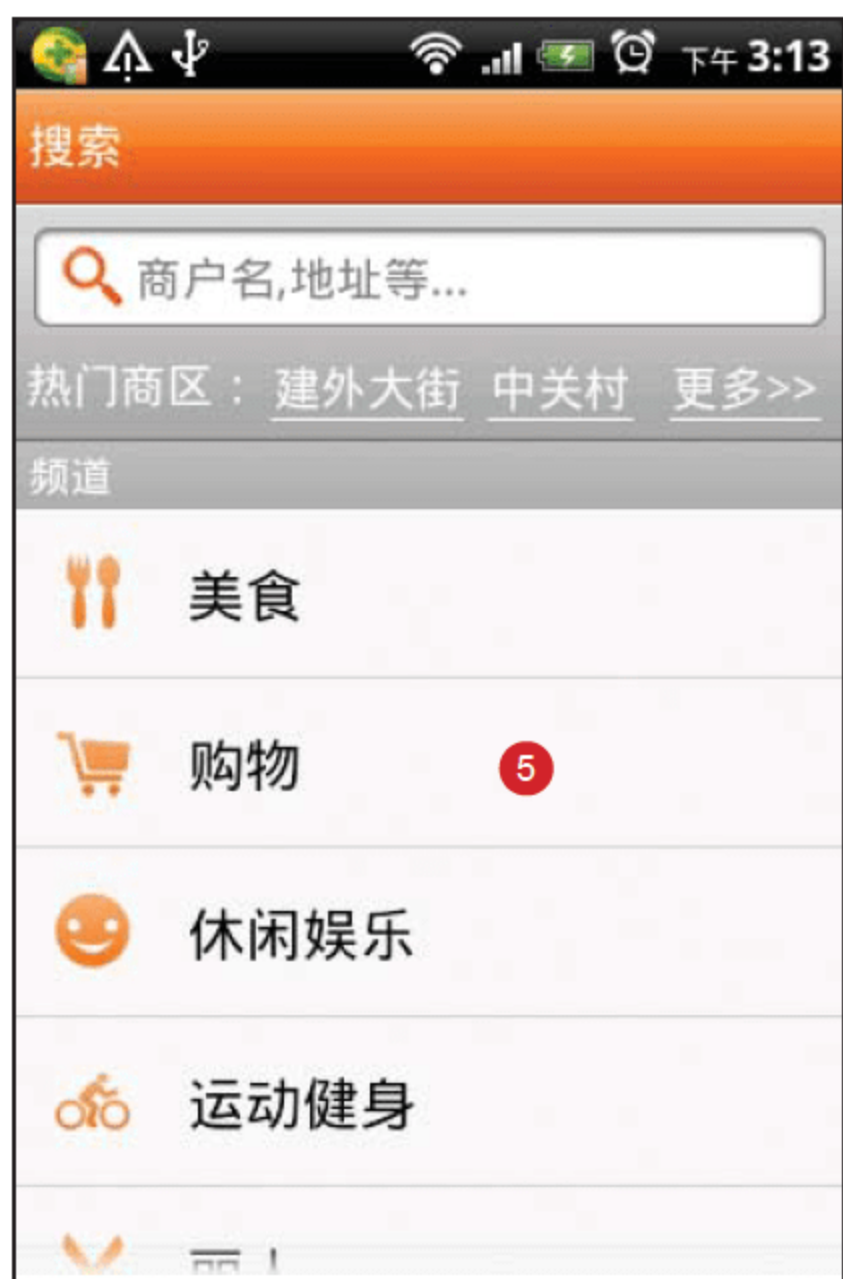 下午 3:13
搜索
商户名,地址等...
热门商区： 建外大街 中关村 更多>>
频道
美食
购物 5
休闲娱乐
运动健身